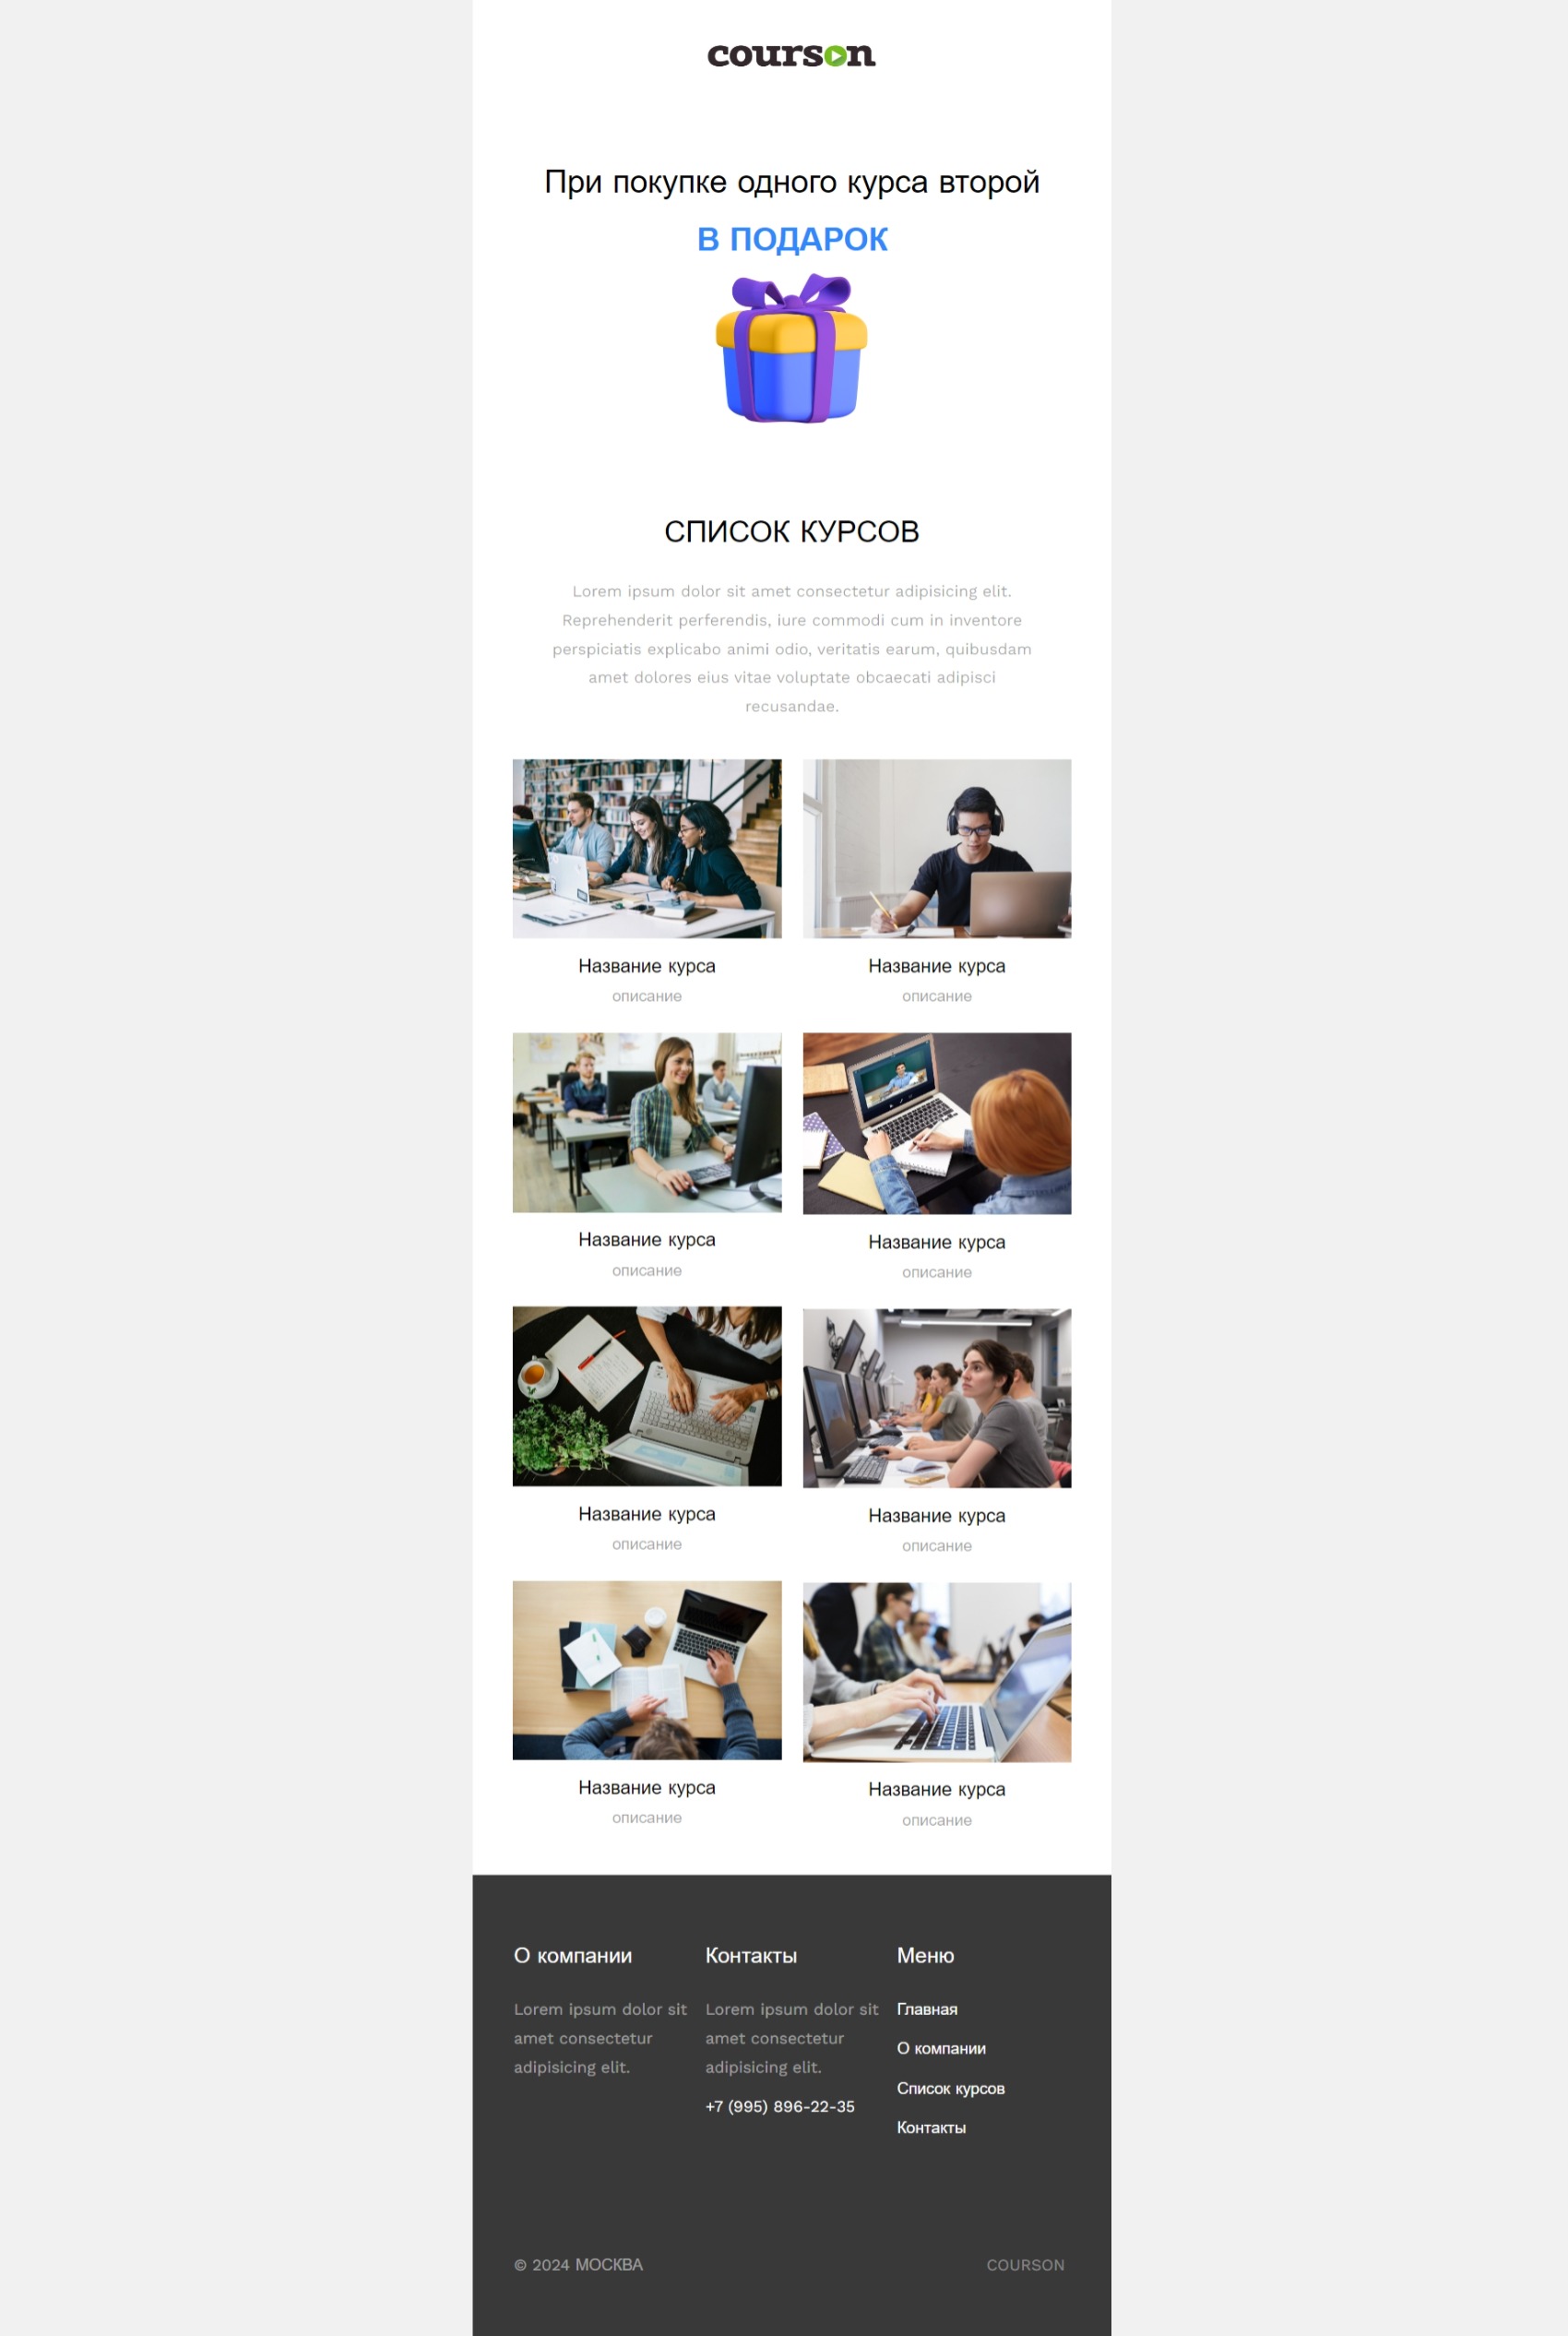 courson
При покупке одного курса второй
В ПОДАРОК
СПИСОК КУРСОВ
Lorem ipsum dolor sit amet consectetur adipisicing elit.
Reprehenderit perferendis, iure commodi cum in inventore
perspiciatis explicabo animi odio, veritatis earum, quibusdam
amet dolores eius vitae voluptate obcaecati adipisci
recusandae.
Название курса
описание
Название курса
описание
Название курса
описание
Название курса
описание
Название курса
описание
Название курса
описание
Название курса
описание
Название курса
описание
О компании
Lorem ipsum dolor sit
amet consectetur
adipisicing elit.
Контакты
Lorem ipsum dolor sit
amet consectetur
adipisicing elit.
+7 (995) 896-22-35
Меню
Главная
О компании
Список курсов
Контакты
© 2024 МОСКВА
COURSON